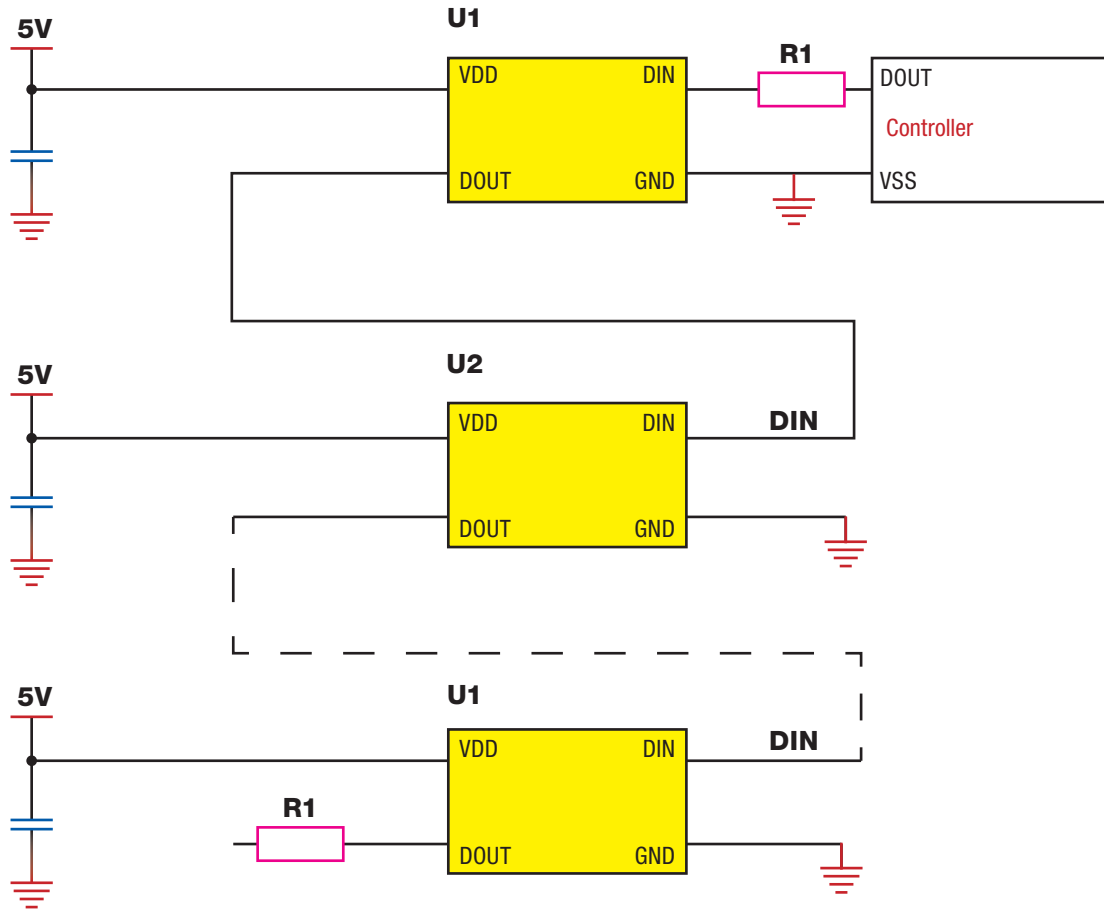 U1
5V
R1
VDD
DIN
DOUT
Controller
DOUT
GND
VSS
U2
5V
VDD
DIN
DIN
DOUT
GND
U1
5V
VDD
DIN
DIN
R1
DOUT
GND